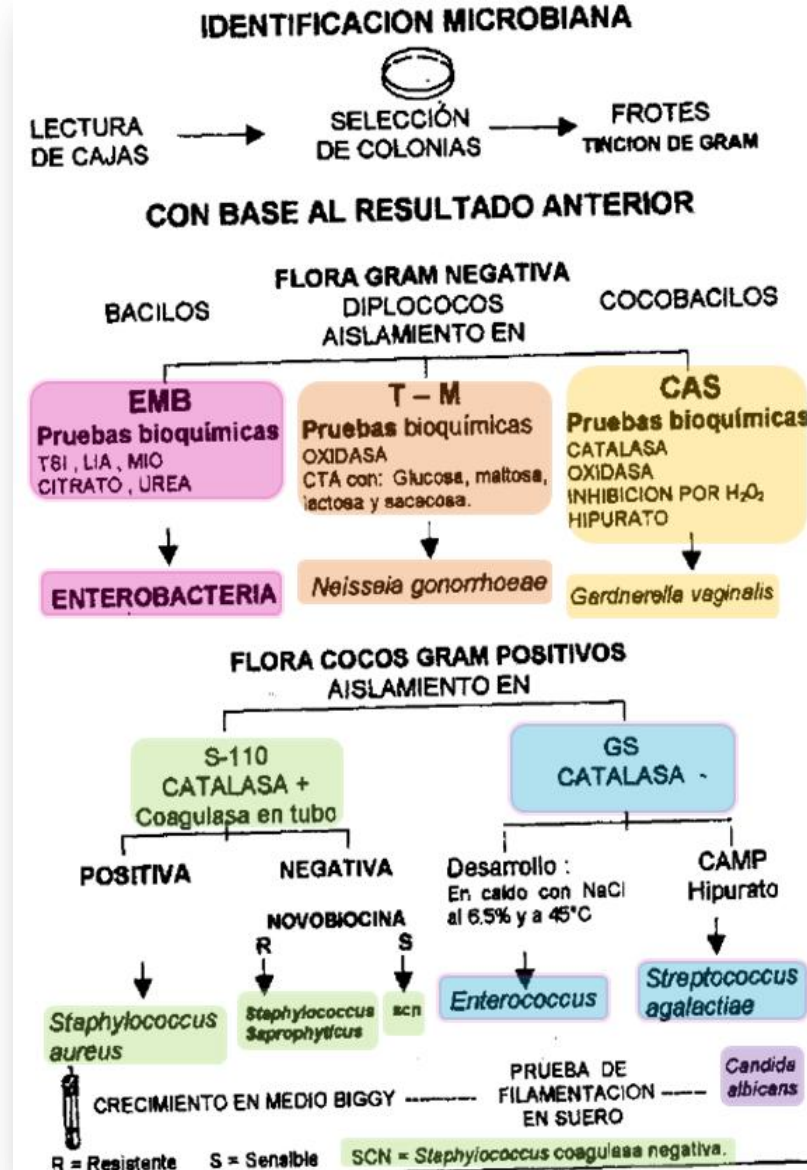 IDENTIFICACION MICROBIANA
LECTURA DE CAJAS
SELECCIÓN DE COLONIAS
FROTES
TINCION DE GRAM
CON BASE AL RESULTADO ANTERIOR
FLORA GRAM NEGATIVA
BACILOS
DIPLOCOCOS
COCOBACILOS
AISLAMIENTO EN
EMB
Pruebas bioquímicas
TSI , LIA , MIO
CITRATO , UREA
ENTEROBACTERIA
T – M
Pruebas bioquímicas
OXIDASA
CTA con: Glucosa, maltosa,
lactosa y sacacosa.
Neisseia gonorrhoeae
CAS
Pruebas bioquímicas
CATALASA
OXIDASA
INHIBICION POR H₂O₂
HIPURATO
Gardnerella vaginalis
FLORA COCOS GRAM POSITIVOS
AISLAMIENTO EN
S-110
CATALASA +
Coagulasa en tubo
POSITIVA
NEGATIVA
NOVOBIOCINA
R
S
Staphylococcus
aureus
Staphylococcus
Saprophyticus
scn
GS
CATALASA -
Desarrollo :
En caldo con NaCl
al 6.5% y a 45°C
CAMP
Hipurato
Enterococcus
Streptococcus
agalactiae
CRECIMIENTO EN MEDIO BIGGY
PRUEBA DE
FILAMENTACION
EN SUERO
Candida
albicans
R = Resistente
S = Sensible
SCN = Staphylococcus coagulasa negativa.